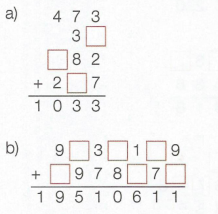 a) 4 7 3
3 □
□ 8 2
+ 2 □ 7
1 0 3 3
b) 9 □ 3 □ 1 □ 9
+ □ 9 7 8 □ 7 □
1 9 5 1 0 6 1 1